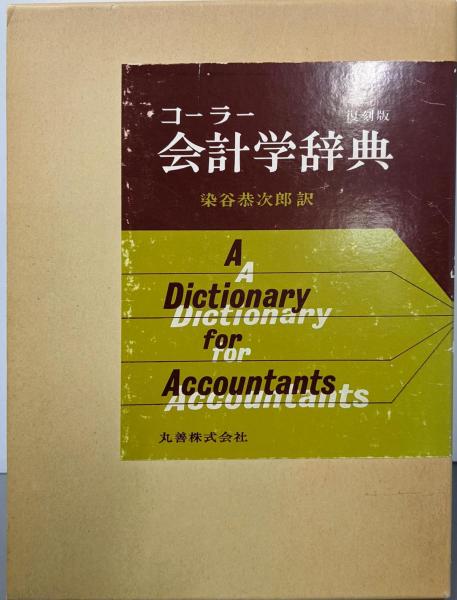 コーラー 復刻版
会計学辞典
染谷恭次郎訳
A
A
Dictionary
Dictionary
for
for
Accountants
Accountants
丸善株式会社